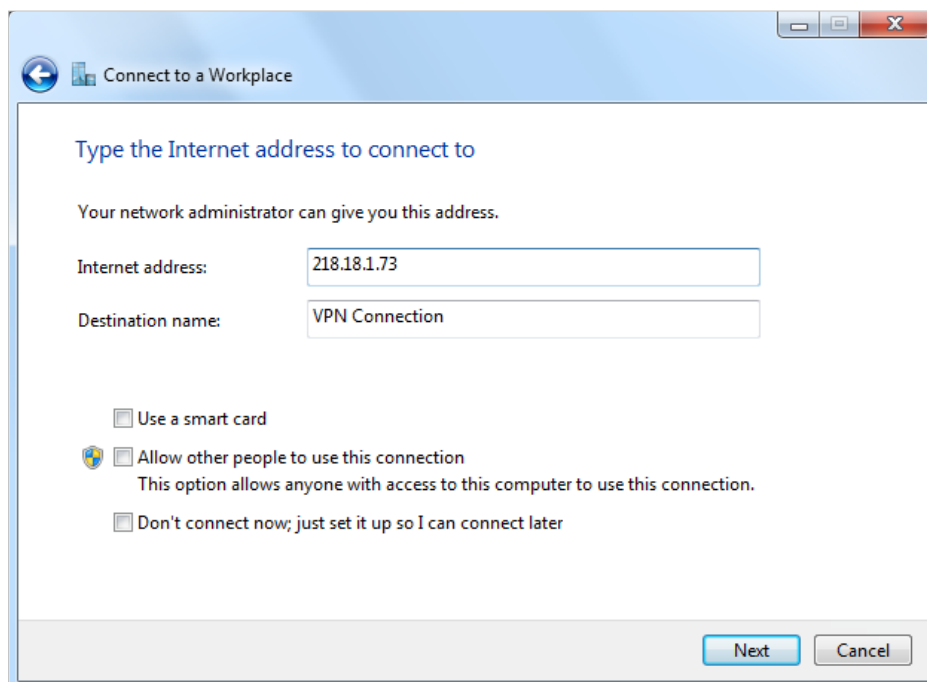 Connect to a Workplace
Type the Internet address to connect to
Your network administrator can give you this address.
Internet address: 218.18.1.73
Destination name: VPN Connection
Use a smart card
Allow other people to use this connection
This option allows anyone with access to this computer to use this connection.
Don't connect now; just set it up so I can connect later
Next Cancel